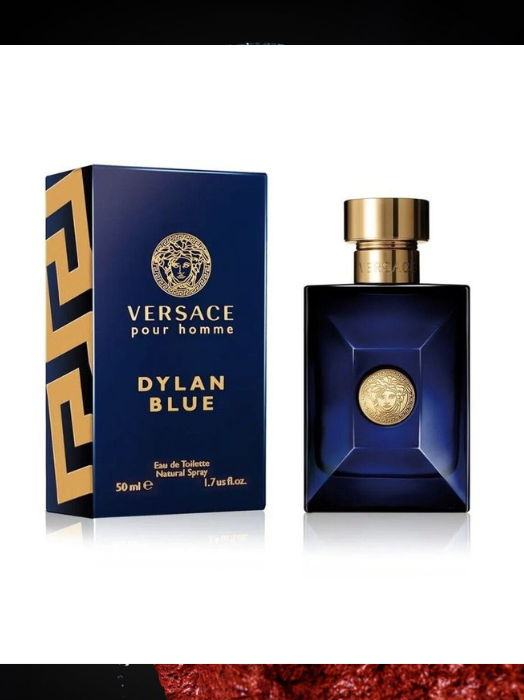 VERSACE
pour homme
DYLAN
BLUE
Eau de Toilette
Natural Spray
50 ml e 1.7 us fl.oz.
VERSACE